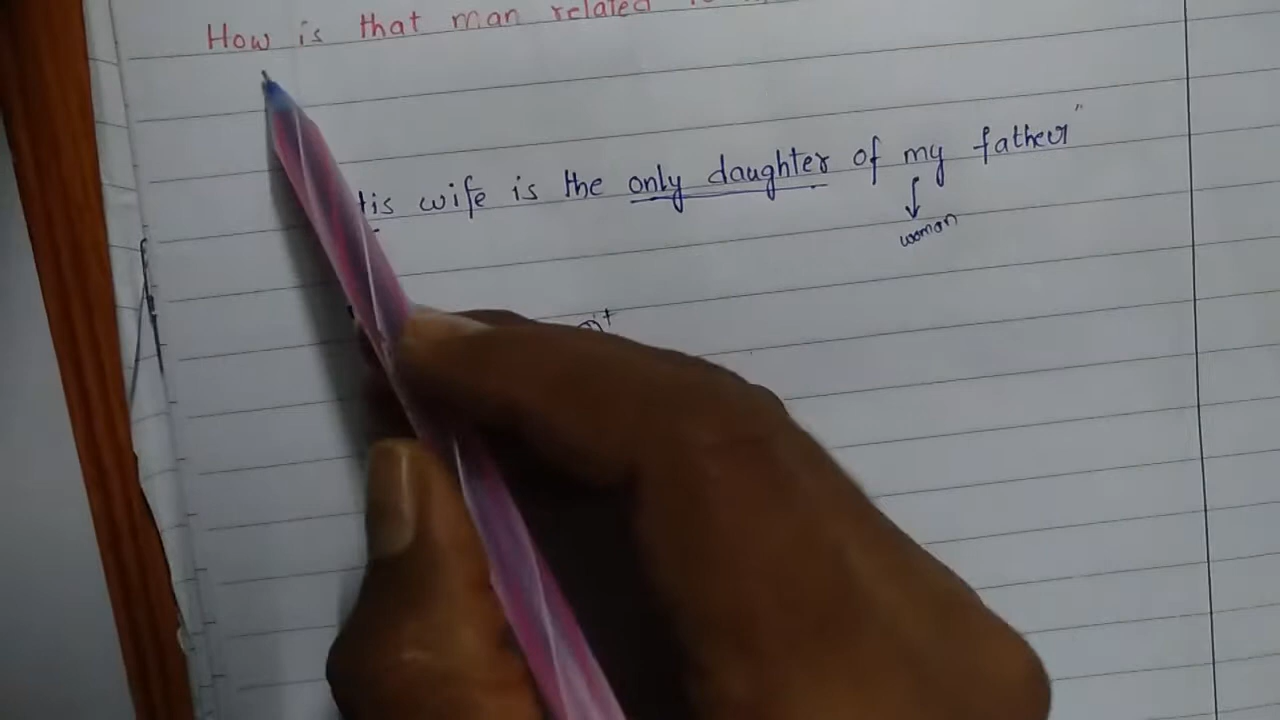 How is that man related
His wife is the only daughter of my father"
woman
+